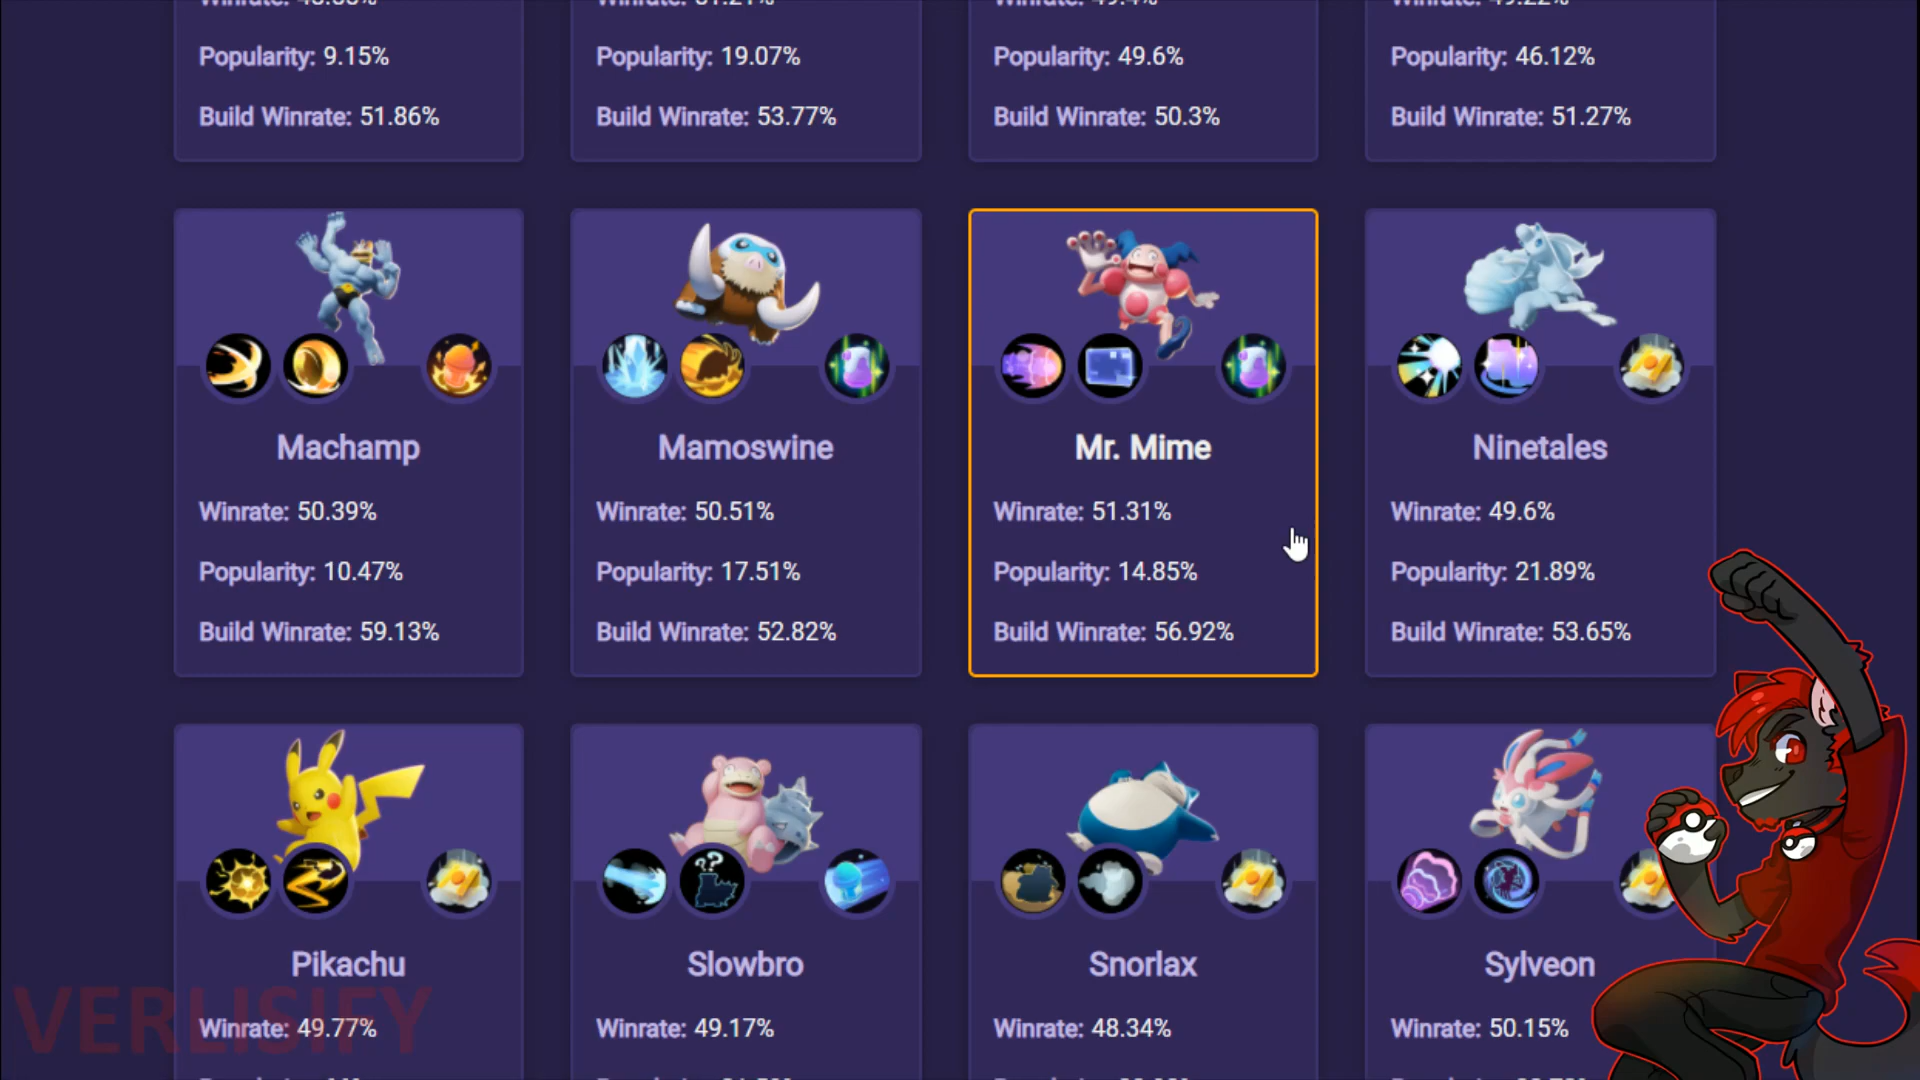 Popularity: 9.15%
Popularity: 19.07%
Popularity: 49.6%
Popularity: 46.12%
Build Winrate: 51.86%
Build Winrate: 53.77%
Build Winrate: 50.3%
Build Winrate: 51.27%
Machamp
Mamoswine
Mr. Mime
Ninetales
Winrate: 50.39%
Winrate: 50.51%
Winrate: 51.31%
Winrate: 49.6%
Popularity: 10.47%
Popularity: 17.51%
Popularity: 14.85%
Popularity: 21.89%
Build Winrate: 59.13%
Build Winrate: 52.82%
Build Winrate: 56.92%
Build Winrate: 53.65%
Pikachu
Slowbro
Snorlax
Sylveon
VERLISIFY
Winrate: 49.77%
Winrate: 49.17%
Winrate: 48.34%
Winrate: 50.15%